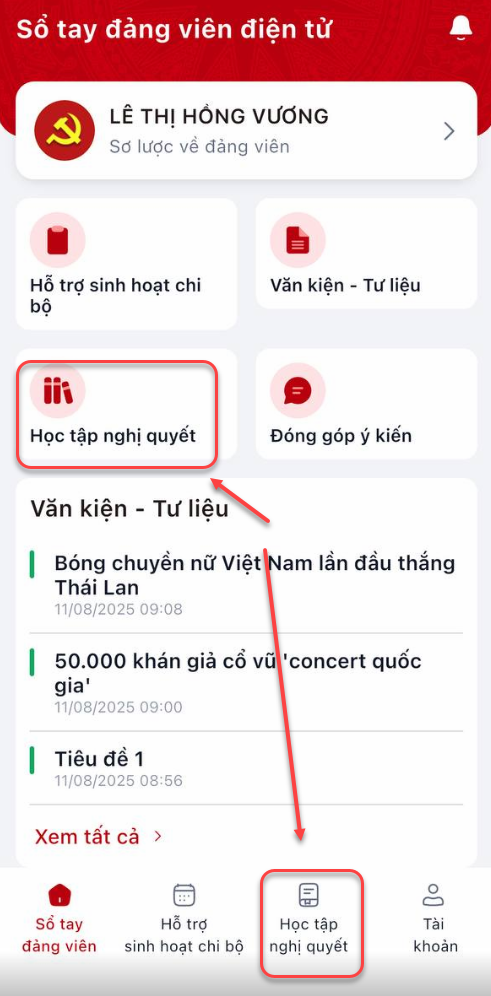 Sổ tay đảng viên điện tử
LÊ THỊ HỒNG VƯƠNG
Sơ lược về đảng viên
Hỗ trợ sinh hoạt chi
bộ
Văn kiện - Tư liệu
Học tập nghị quyết
Đóng góp ý kiến
Văn kiện - Tư liệu
Bóng chuyền nữ Việt Nam lần đầu thắng
Thái Lan
11/08/2025 09:08
50.000 khán giả cổ vũ 'concert quốc
gia'
11/08/2025 09:00
Tiêu đề 1
11/08/2025 08:56
Xem tất cả
Sổ tay
đảng viên
Hỗ trợ
sinh hoạt chi bộ
Học tập
nghị quyết
Tài
khoản